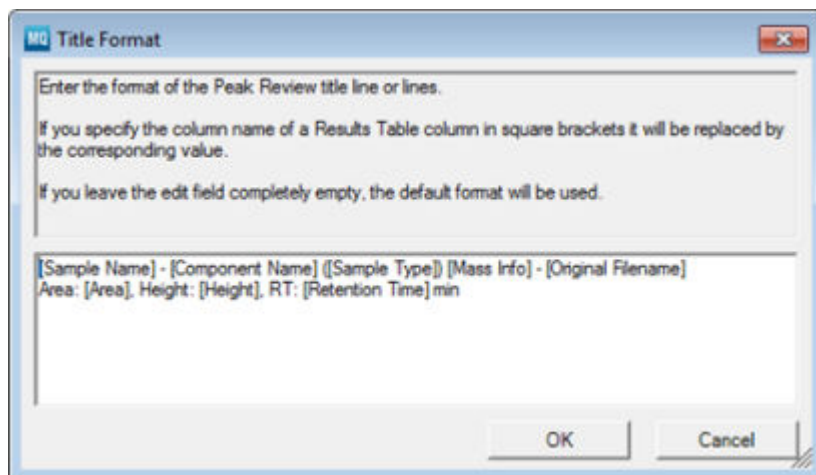 MQ Title Format
Enter the format of the Peak Review title line or lines.
If you specify the column name of a Results Table column in square brackets it will be replaced by
the corresponding value.
If you leave the edit field completely empty, the default format will be used.
[Sample Name] - [Component Name] ([Sample Type]) [Mass Info] - [Original Filename]
Area: [Area], Height: [Height], RT: [Retention Time] min
OK Cancel